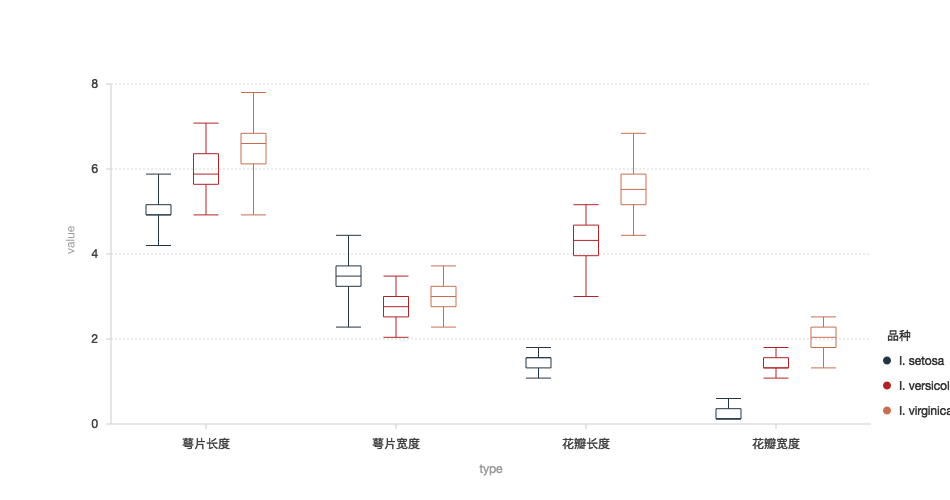 8
6
4
2
0
value
萼片长度
萼片宽度
花瓣长度
花瓣宽度
type
品种
I. setosa
I. versicol
I. virginica